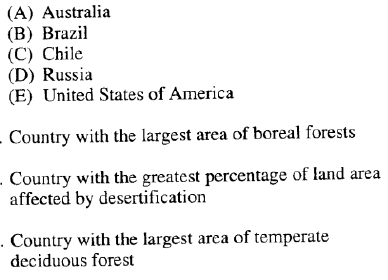 (A) Australia
(B) Brazil
(C) Chile
(D) Russia
(E) United States of America
. Country with the largest area of boreal forests
. Country with the greatest percentage of land area
affected by desertification
. Country with the largest area of temperate
deciduous forest